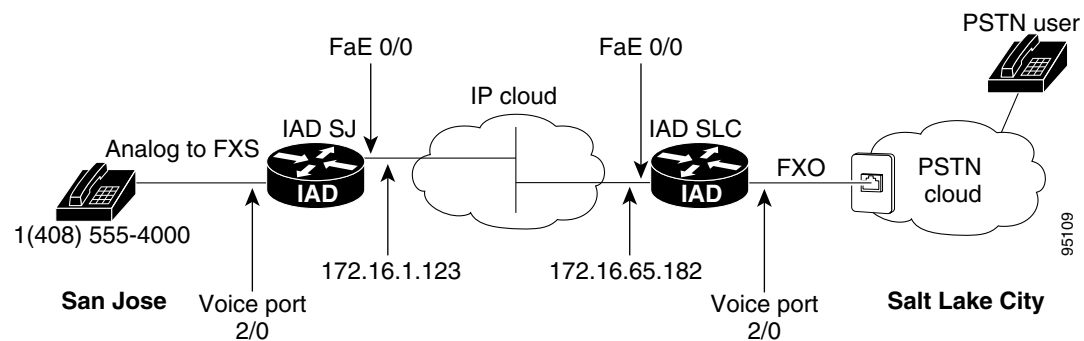 PSTN user
FaE 0/0
FaE 0/0
IP cloud
IAD SJ
IAD SLC
Analog to FXS
FXO
PSTN
cloud
IAD
IAD
1(408) 555-4000
172.16.1.123
172.16.65.182
San Jose
Voice port
2/0
Voice port
2/0
Salt Lake City
95109